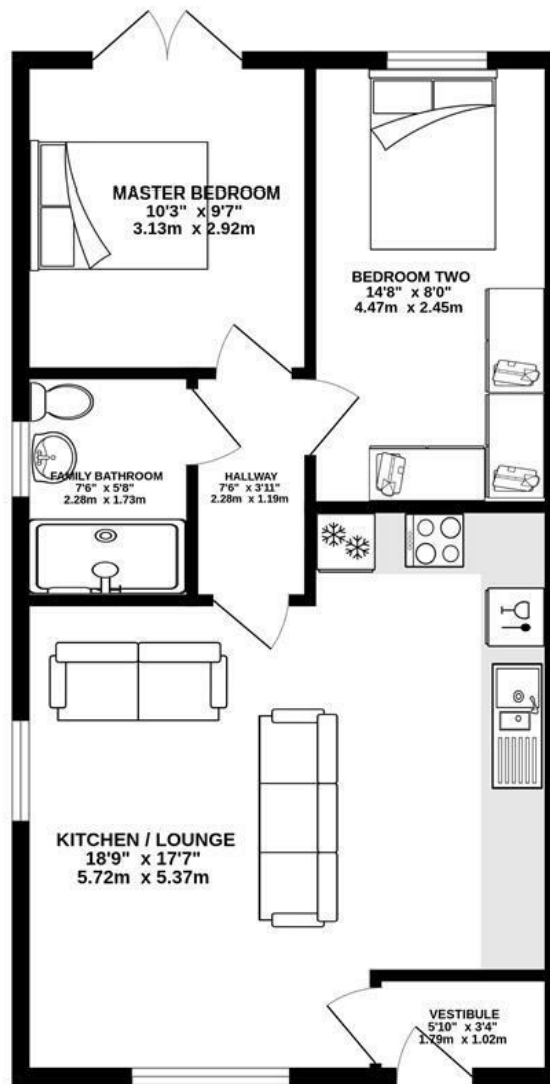 MASTER BEDROOM
10'3" x 9'7"
3.13m x 2.92m
BEDROOM TWO
14'8" x 8'0"
4.47m x 2.45m
FAMILY BATHROOM
7'6" x 5'8"
2.28m x 1.73m
HALLWAY
7'6" x 3'11"
2.28m x 1.19m
KITCHEN / LOUNGE
18'9" x 17'7"
5.72m x 5.37m
VESTIBULE
5'10" x 3'4"
1.79m x 1.02m